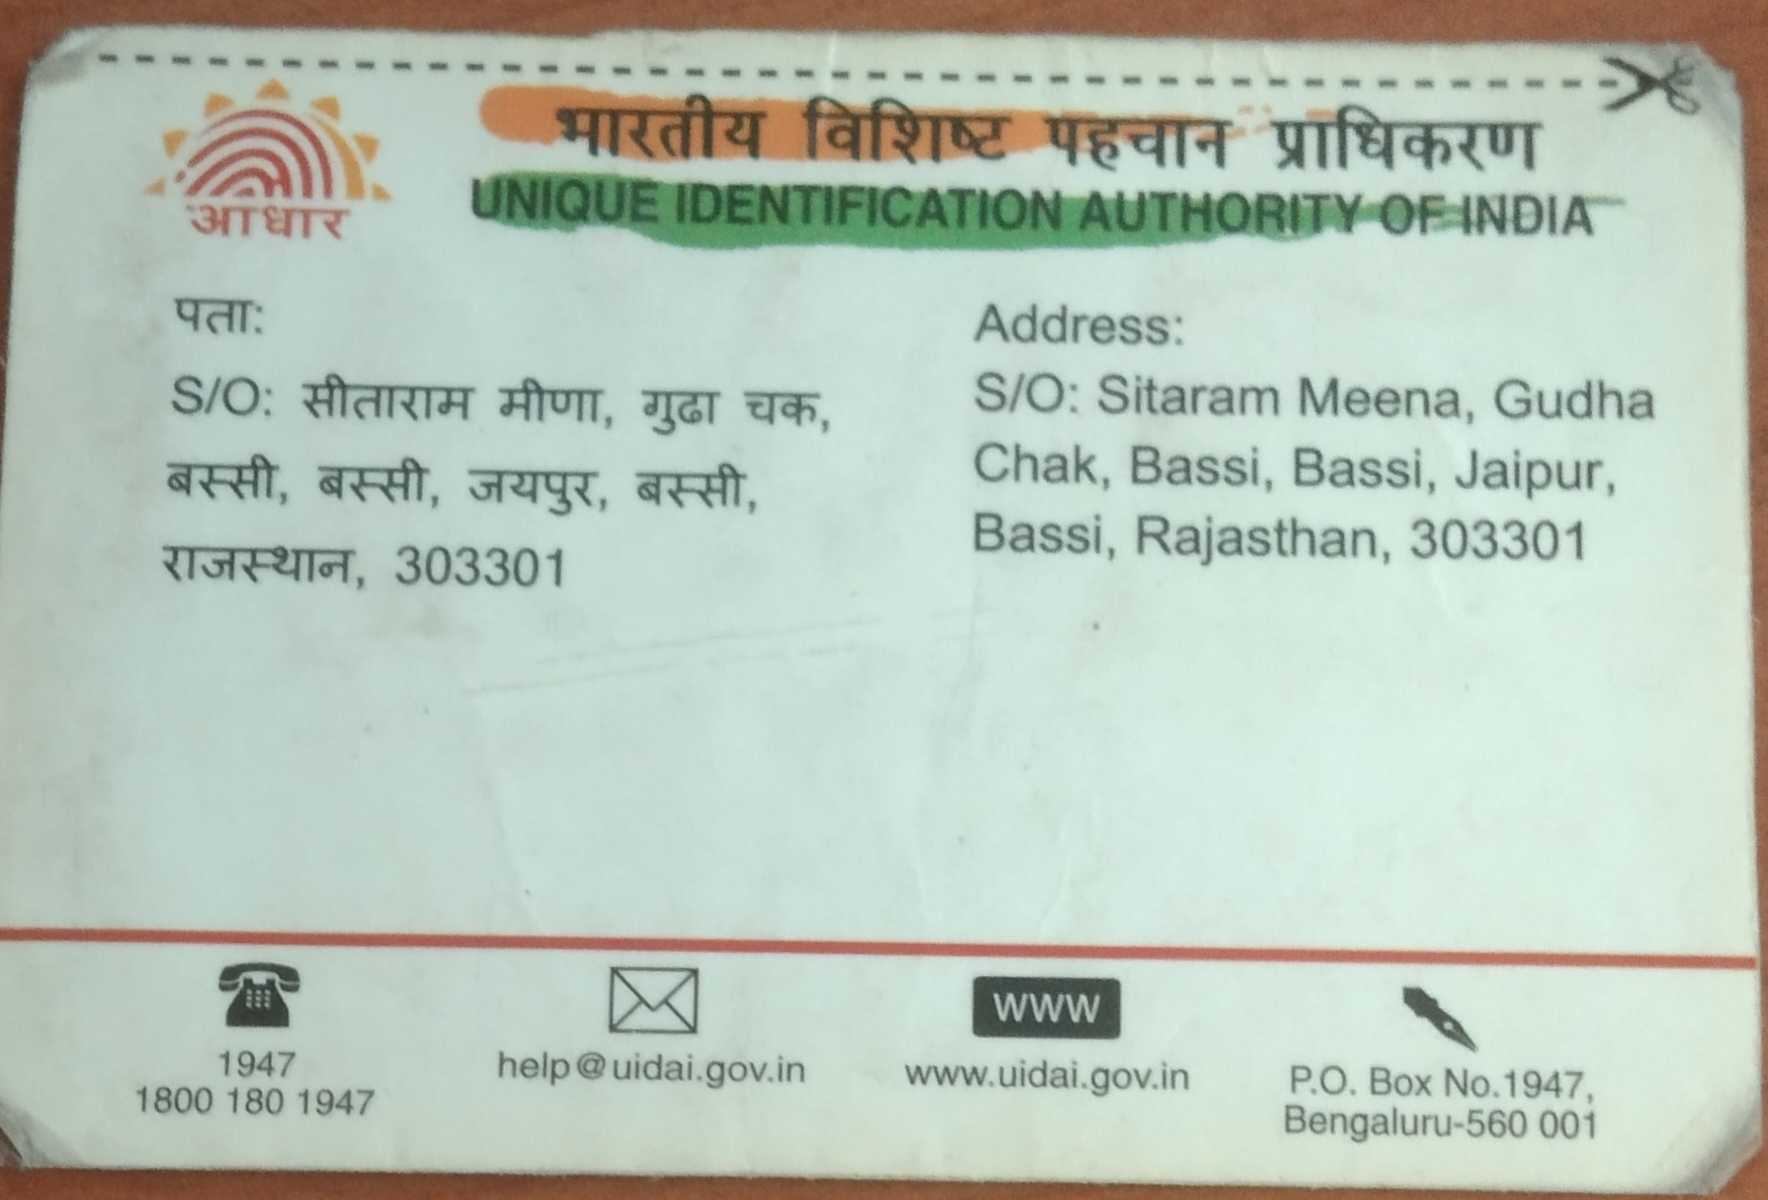 आधार
भारतीय विशिष्ट पहचान प्राधिकरण
UNIQUE IDENTIFICATION AUTHORITY OF INDIA
पता:
S/O: सीताराम मीणा, गुढा चक,
बस्सी, बस्सी, जयपुर, बस्सी,
राजस्थान, 303301
Address:
S/O: Sitaram Meena, Gudha
Chak, Bassi, Bassi, Jaipur,
Bassi, Rajasthan, 303301
1947
1800 180 1947
help@uidai.gov.in
www
www.uidai.gov.in
P.O. Box No.1947,
Bengaluru-560 001